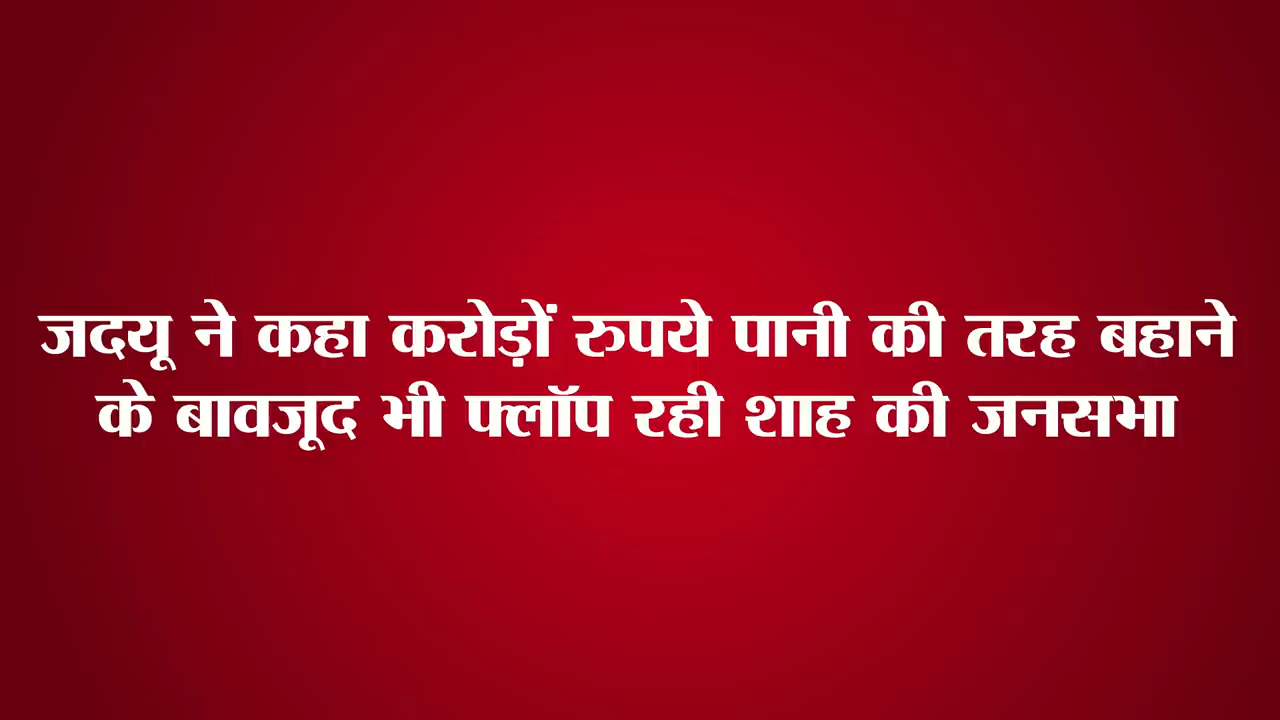 जदयू ने कहा करोड़ों रुपये पानी की तरह बहाने
के बावजूद भी फ्लॉप रही शाह की जनसभा